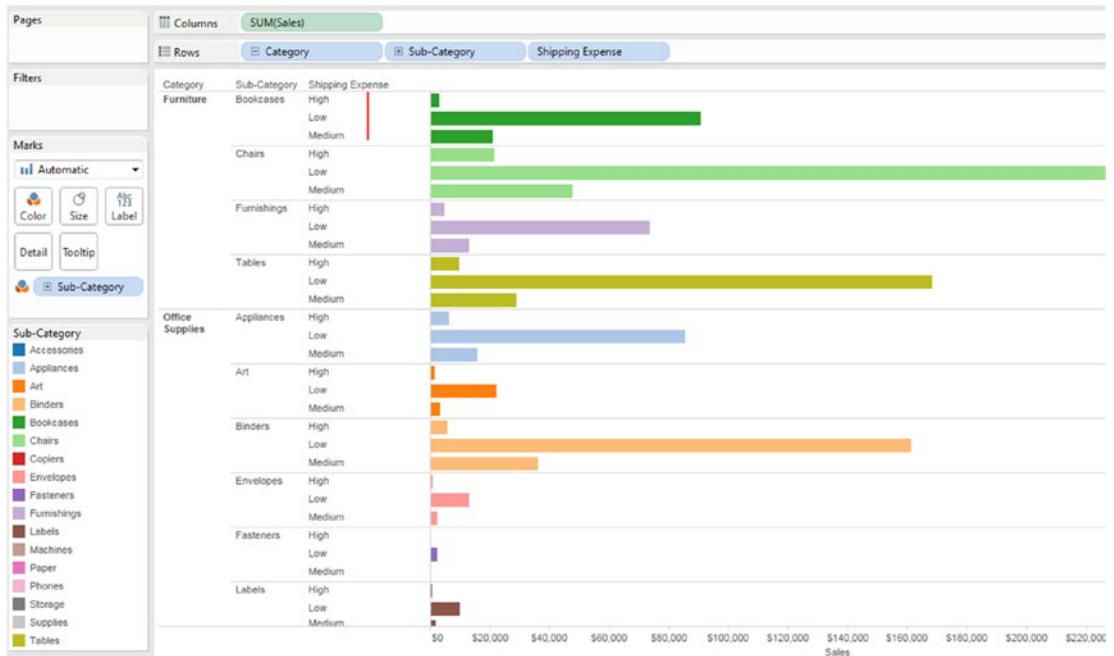 Pages
Columns SUM(Sales)
Rows Category Sub-Category Shipping Expense
Filters
Marks
Automatic
Color Size Abc 123 Label
Detail Tooltip
Sub-Category
Sub-Category
Accessories
Appliances
Art
Binders
Bookcases
Chairs
Copiers
Envelopes
Fasteners
Furnishings
Labels
Machines
Paper
Phones
Storage
Supplies
Tables
Category Sub-Category Shipping Expense
Furniture Bookcases High
Low
Medium
Chairs High
Low
Medium
Furnishings High
Low
Medium
Tables High
Low
Medium
Office Supplies Appliances High
Low
Medium
Art High
Low
Medium
Binders High
Low
Medium
Envelopes High
Low
Medium
Fasteners High
Low
Medium
Labels High
Low
Medium
$0 $20,000 $40,000 $60,000 $80,000 $100,000 $120,000 $140,000 $160,000 $180,000 $200,000 $220,000
Sales